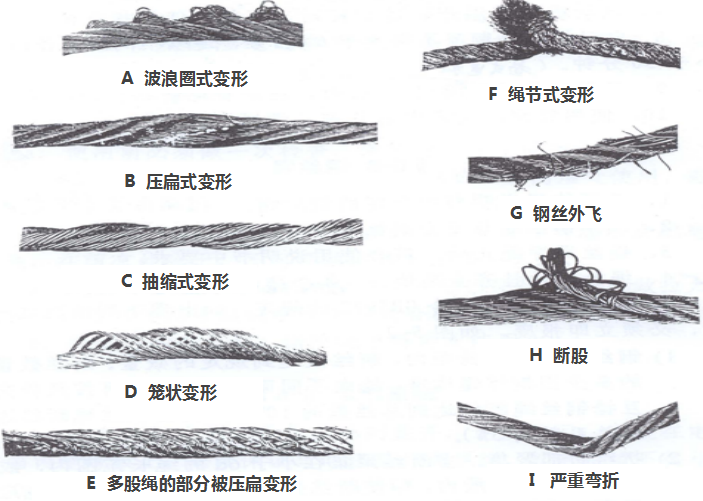 A 波浪圈式变形
B 压扁式变形
C 抽缩式变形
D 笼状变形
E 多股绳的部分被压扁变形
F 绳节式变形
G 钢丝外飞
H 断股
I 严重弯折